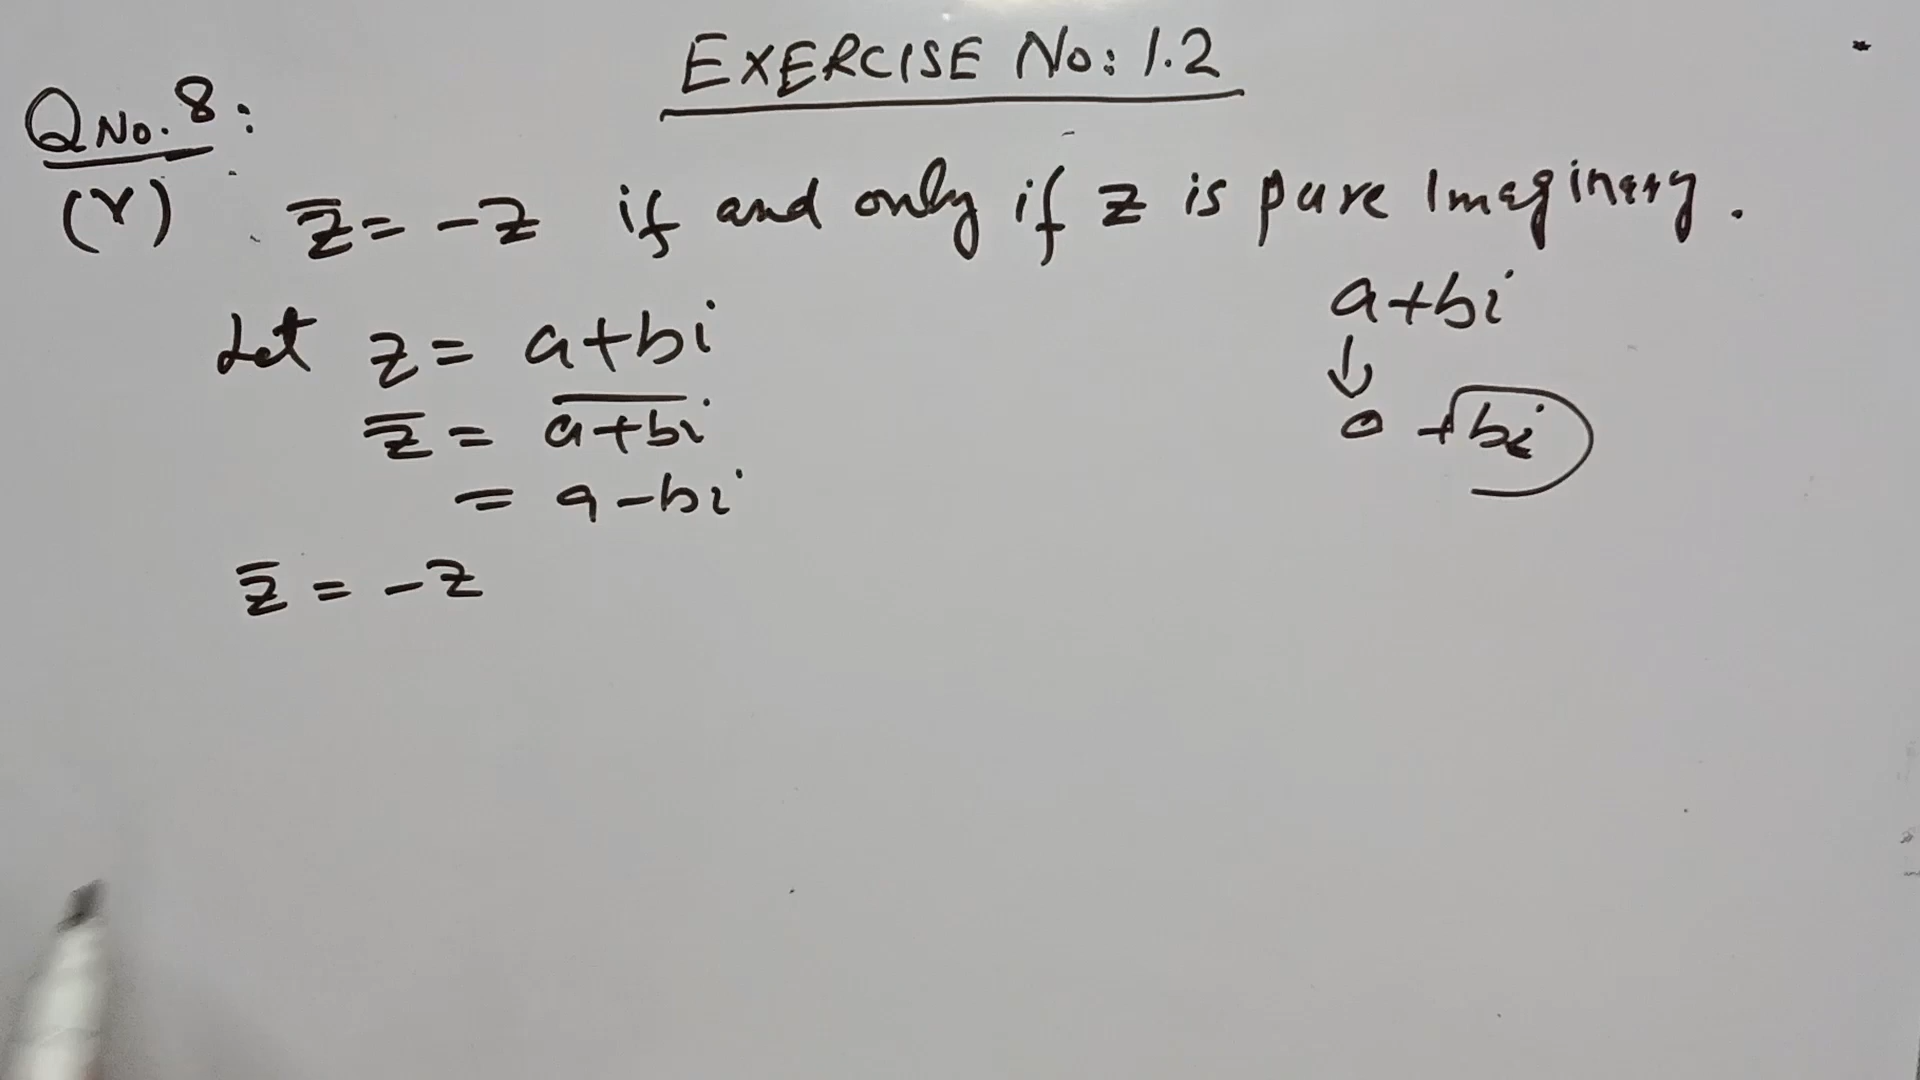 EXERCISE No: 1.2
Q No. 8:
(v) z̅ = -z if and only if z is pure Imaginary.
Let z = a+bi
a+bi
↓
z̅ = a+bi
0 +bi
= a-bi
z̅ = -z